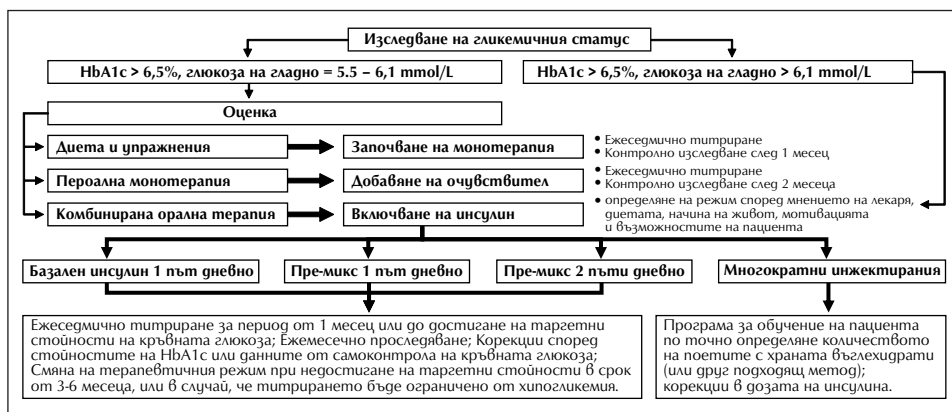 Изследване на гликемичния статус
HbA1c > 6,5%, глюкоза на гладно = 5.5 – 6,1 mmol/L
HbA1c > 6,5%, глюкоза на гладно > 6,1 mmol/L
Оценка
Диета и упражнения
Започване на монотерапия
• Ежеседмично титриране
• Контролно изследване след 1 месец
Пероална монотерапия
Добавяне на очувствител
• Ежеседмично титриране
• Контролно изследване след 2 месеца
Комбинирана орална терапия
Включване на инсулин
• определяне на режим според мнението на лекаря,
диетата, начина на живот, мотивацията
и възможностите на пациента
Базален инсулин 1 път дневно
Пре-микс 1 път дневно
Пре-микс 2 пъти дневно
Многократни инжектирания
Ежеседмично титриране за период от 1 месец или до достигане на таргетни
стойности на кръвната глюкоза; Ежемесечно проследяване; Корекции според
стойностите на HbA1c или данните от самоконтрола на кръвната глюкоза;
Смяна на терапевтичния режим при недостигане на таргетни стойности в срок
от 3-6 месеца, или в случай, че титрирането бъде ограничено от хипогликемия.
Програма за обучение на пациента
по точно определяне количеството
на поетите с храната въглехидрати
(или друг подходящ метод);
корекции в дозата на инсулина.